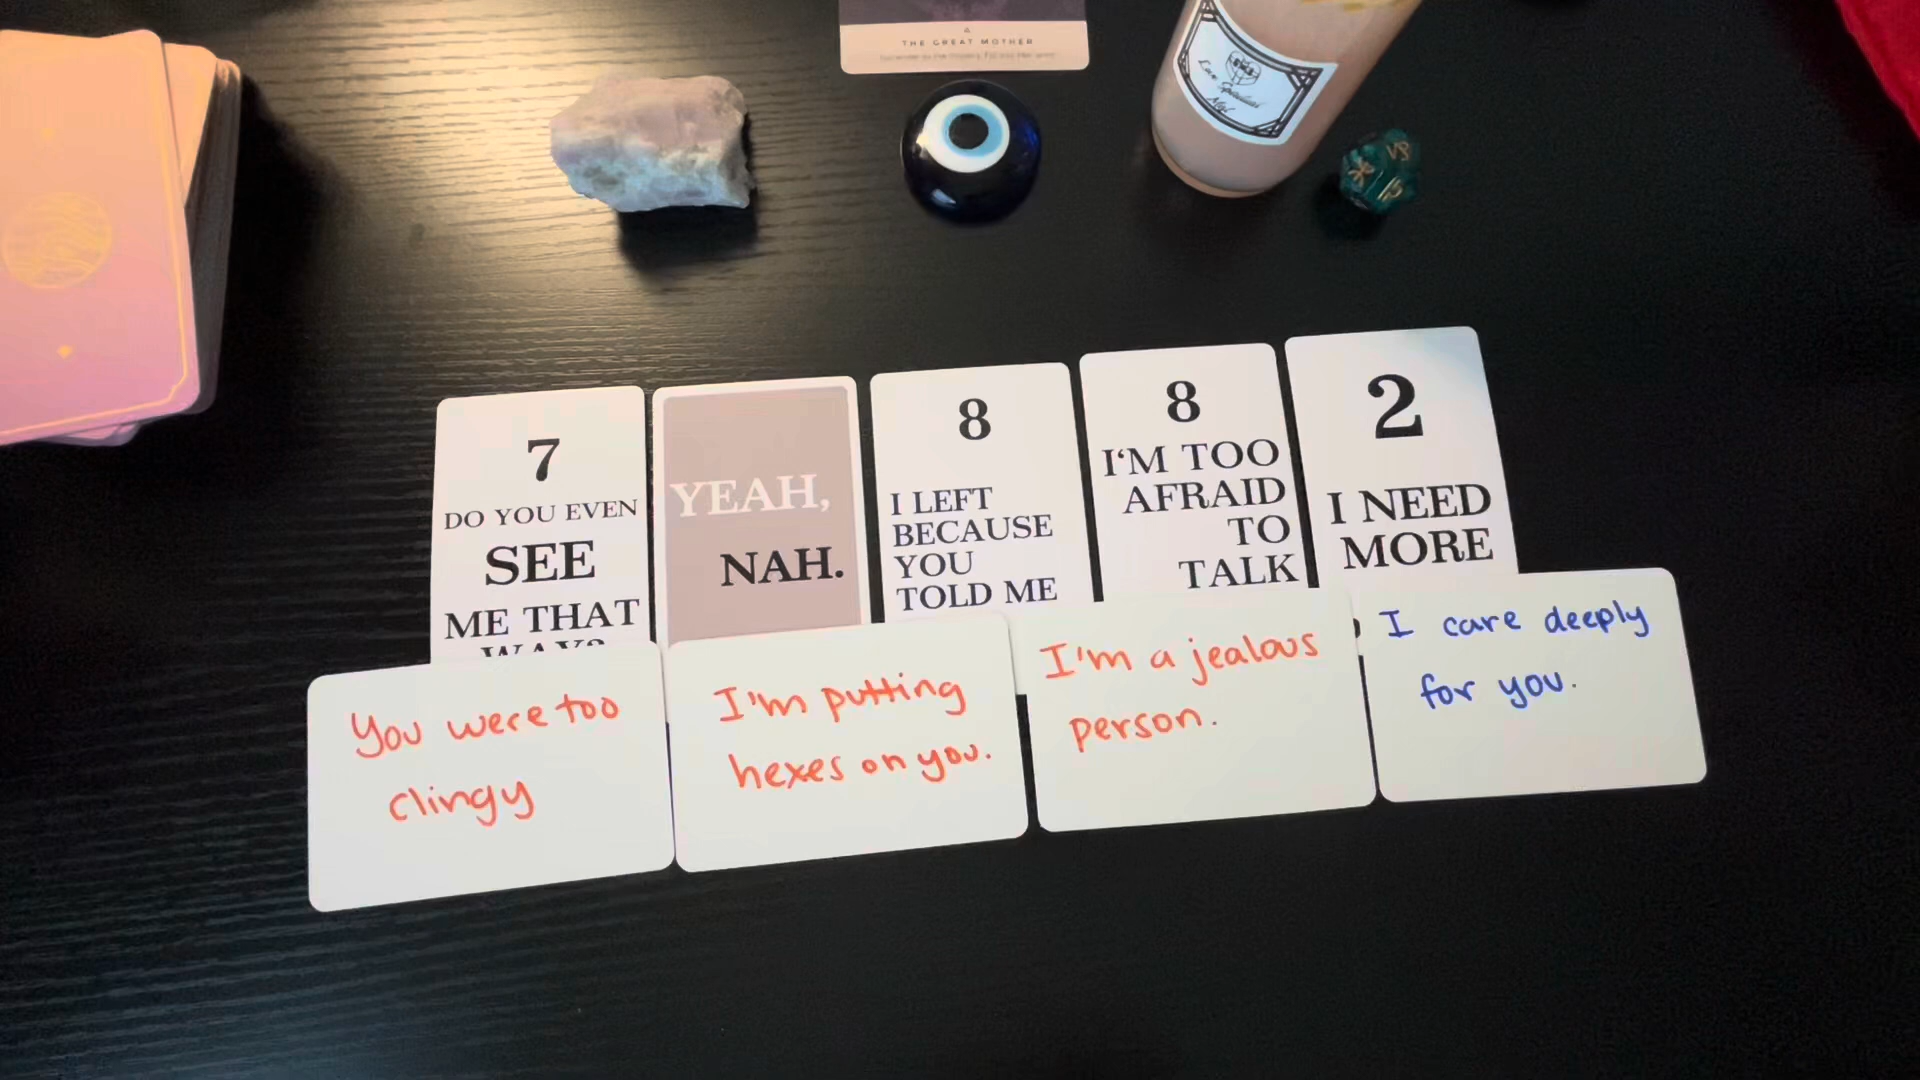 THE GREAT MOTHER
7
DO YOU EVEN
SEE
ME THAT
WAY?
YEAH,
NAH.
8
I LEFT
BECAUSE
YOU
TOLD ME
8
I'M TOO
AFRAID
TO
TALK
2
I NEED
MORE
You were too
clingy
I'm putting
hexes on you.
I'm a jealous
person.
I care deeply
for you.